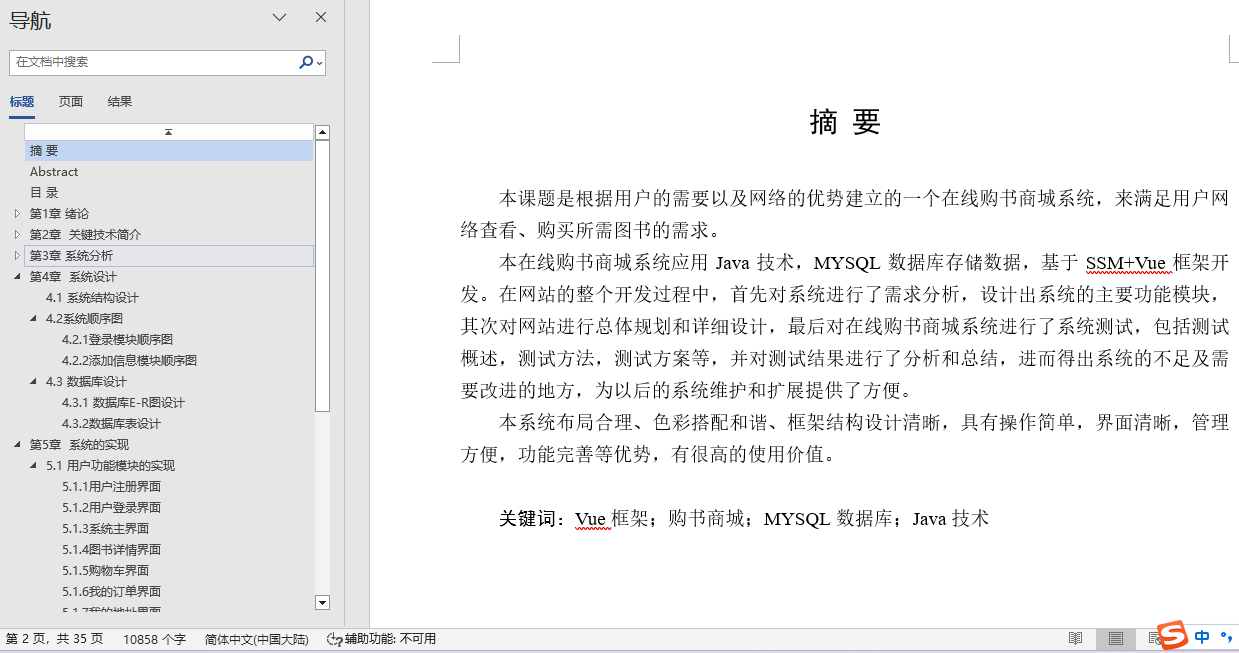 导航
在文档中搜索
标题 页面 结果
摘 要
Abstract
目 录
第1章 绪论
第2章 关键技术简介
第3章 系统分析
第4章 系统设计
4.1 系统结构设计
4.2系统顺序图
4.2.1登录模块顺序图
4.2.2添加信息模块顺序图
4.3 数据库设计
4.3.1 数据库E-R图设计
4.3.2数据库表设计
第5章 系统的实现
5.1 用户功能模块的实现
5.1.1用户注册界面
5.1.2用户登录界面
5.1.3系统主界面
5.1.4图书详情界面
5.1.5购物车界面
5.1.6我的订单界面
5.1.7我的地址界面
摘 要
本课题是根据用户的需要以及网络的优势建立的一个在线购书商城系统，来满足用户网
络查看、购买所需图书的需求。
本在线购书商城系统应用 Java 技术，MYSQL 数据库存储数据，基于 SSM+Vue 框架开
发。在网站的整个开发过程中，首先对系统进行了需求分析，设计出系统的主要功能模块，
其次对网站进行总体规划和详细设计，最后对在线购书商城系统进行了系统测试，包括测试
概述，测试方法，测试方案等，并对测试结果进行了分析和总结，进而得出系统的不足及需
要改进的地方，为以后的系统维护和扩展提供了方便。
本系统布局合理、色彩搭配和谐、框架结构设计清晰，具有操作简单，界面清晰，管理
方便，功能完善等优势，有很高的使用价值。
关键词：Vue 框架；购书商城；MYSQL 数据库；Java 技术
第 2 页，共 35 页 10858 个字 简体中文(中国大陆) 辅助功能: 不可用
S 中